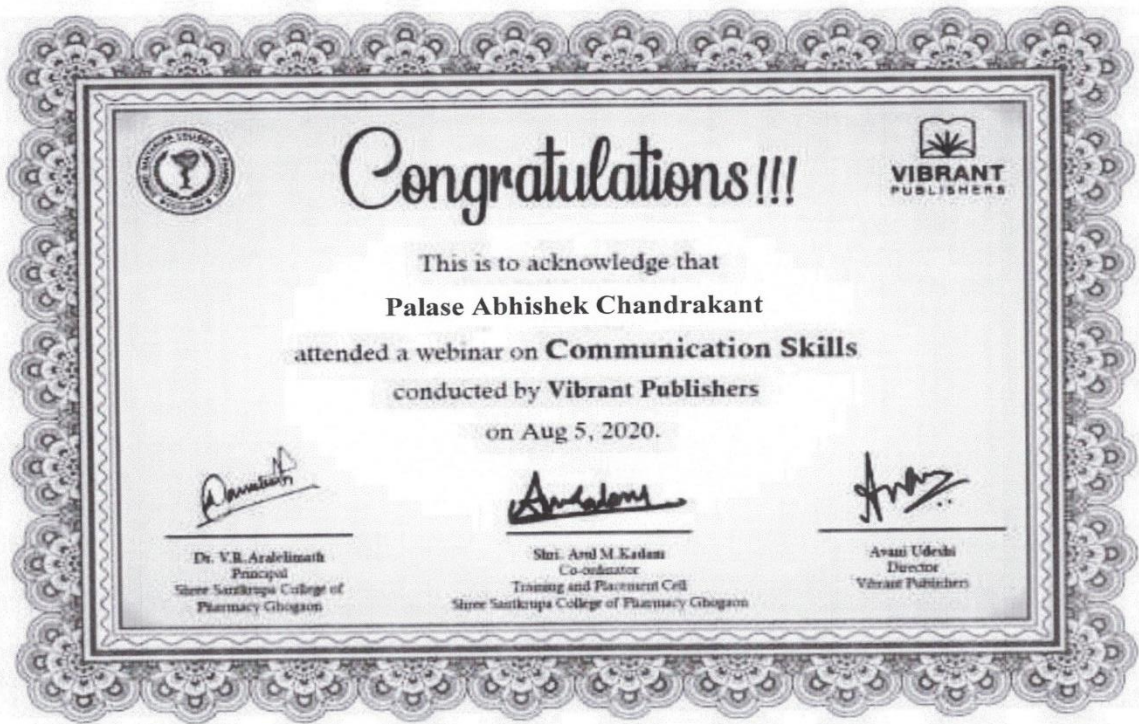 Congratulations!!!
VIBRANT
PUBLISHERS
This is to acknowledge that
Palase Abhishek Chandrakant
attended a webinar on Communication Skills
conducted by Vibrant Publishers
on Aug 5, 2020.
Dr. V.R. Aralelimath
Principal
Shree Santkrupa College of
Pharmacy Ghogaon
Shri. Amul M.Kadam
Co-ordinator
Training and Placement Cell
Shree Santkrupa College of Pharmacy Ghogaon
Avani Udeshi
Director
Vibrant Publishers